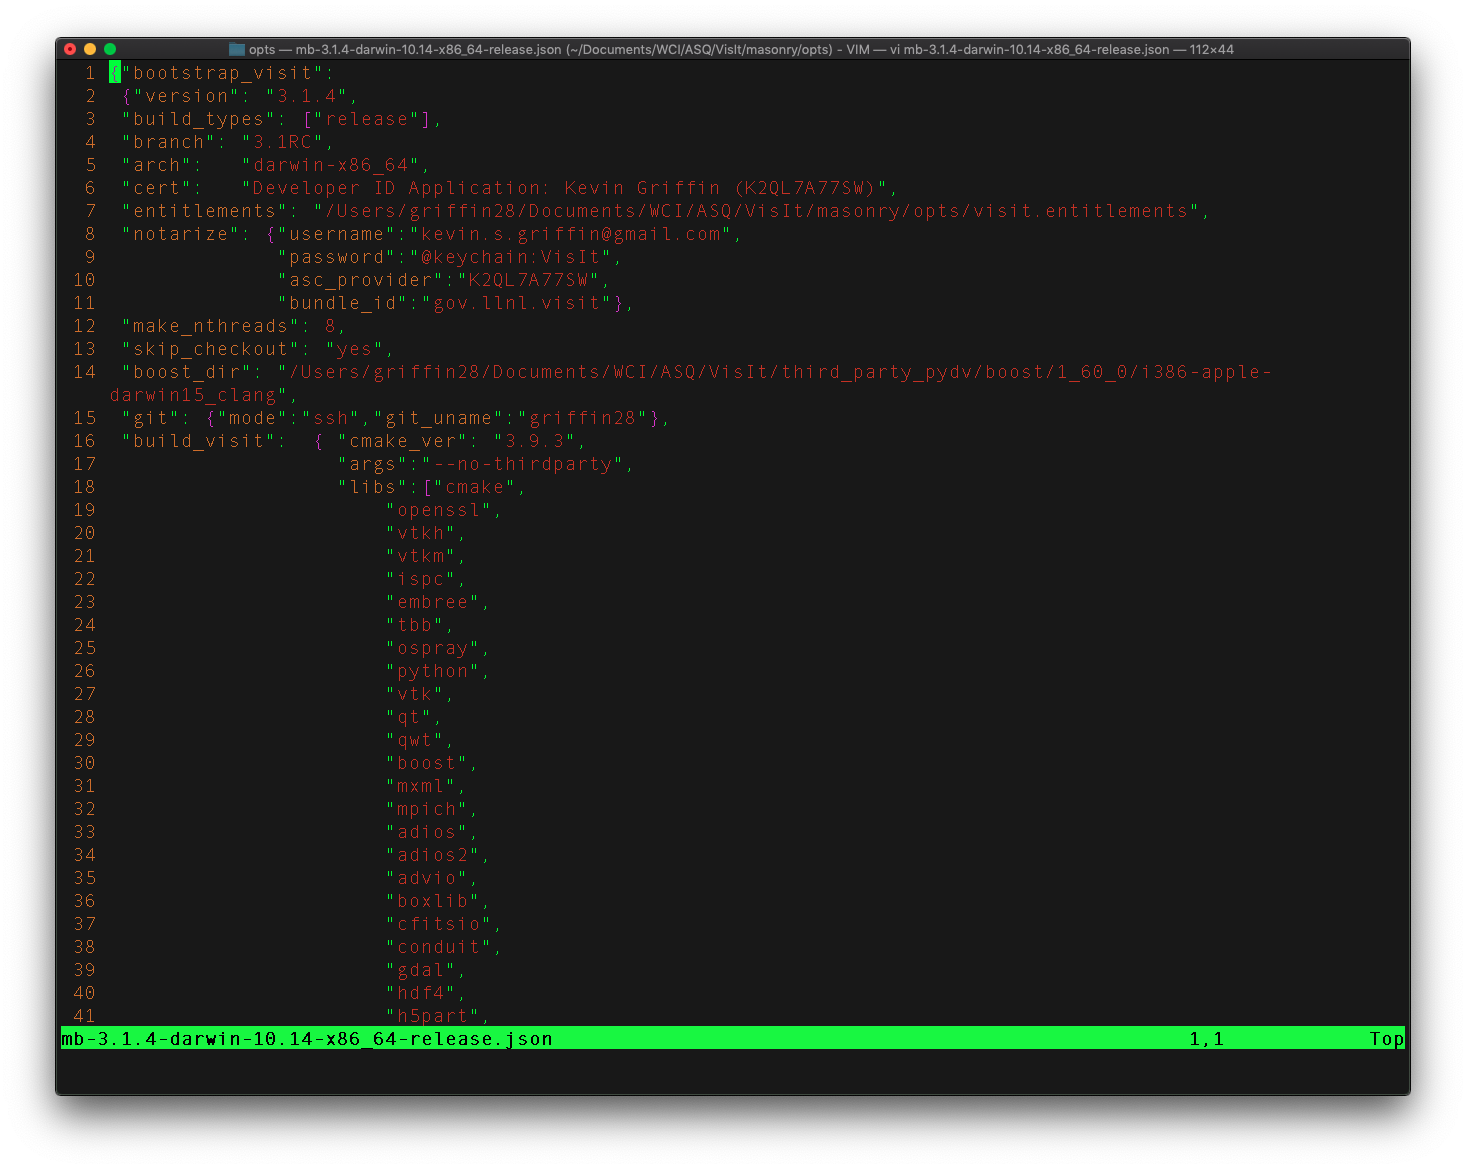 opts — mb-3.1.4-darwin-10.14-x86_64-release.json (~/Documents/WCI/ASQ/VisIt/masonry/opts) - VIM — vi mb-3.1.4-darwin-10.14-x86_64-release.json — 112×44
1 {"bootstrap_visit":
2 {"version": "3.1.4",
3 "build_types": ["release"],
4 "branch": "3.1RC",
5 "arch":   "darwin-x86_64",
6 "cert":   "Developer ID Application: Kevin Griffin (K2QL7A77SW)",
7 "entitlements": "/Users/griffin28/Documents/WCI/ASQ/VisIt/masonry/opts/visit.entitlements",
8 "notarize": {"username":"kevin.s.griffin@gmail.com",
9 "password":"@keychain:VisIt",
10 "asc_provider":"K2QL7A77SW",
11 "bundle_id":"gov.llnl.visit"},
12 "make_nthreads": 8,
13 "skip_checkout": "yes",
14 "boost_dir": "/Users/griffin28/Documents/WCI/ASQ/VisIt/third_party_pydv/boost/1_60_0/i386-apple-
darwin15_clang",
15 "git": {"mode":"ssh","git_uname":"griffin28"},
16 "build_visit":  { "cmake_ver": "3.9.3",
17 "args":"--no-thirdparty",
18 "libs":["cmake",
19 "openssl",
20 "vtkh",
21 "vtkm",
22 "ispc",
23 "embree",
24 "tbb",
25 "ospray",
26 "python",
27 "vtk",
28 "qt",
29 "qwt",
30 "boost",
31 "mxml",
32 "mpich",
33 "adios",
34 "adios2",
35 "advio",
36 "boxlib",
37 "cfitsio",
38 "conduit",
39 "gdal",
40 "hdf4",
41 "h5part",
mb-3.1.4-darwin-10.14-x86_64-release.json 1,1 Top